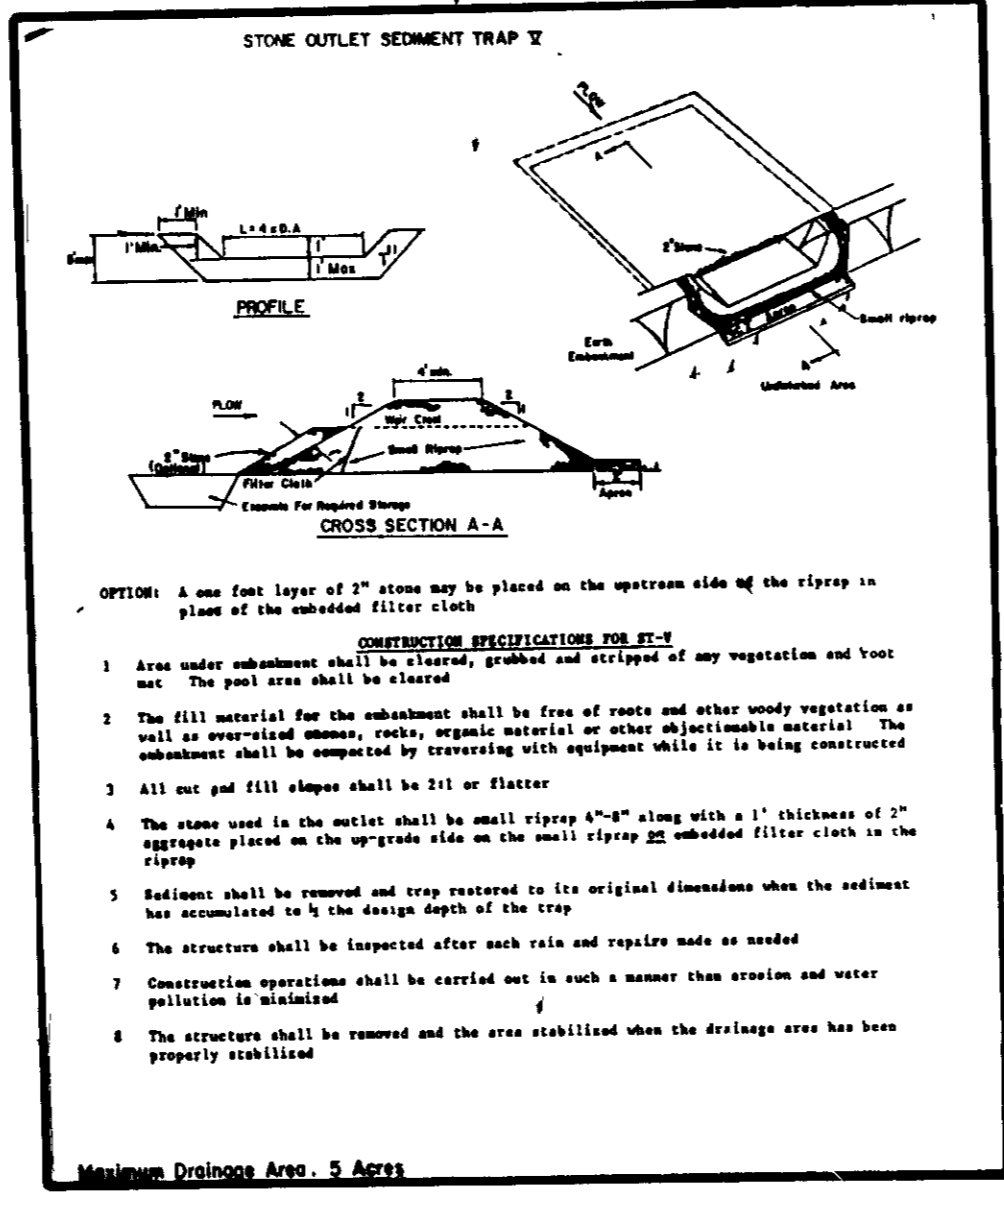 STONE OUTLET SEDIMENT TRAP V
FLOW
A
1' Min
L = 4 x D.A
1' Min.
1'
5' max
1' Max
PROFILE
2" Stone
Apron
Small riprap
Earth
Embankment
A
Undisturbed Area
4' min.
FLOW
2
1
2
1
Weir Crest
2" Stone
(Optional)
Small Riprap
Filter Cloth
Apron
Excavate For Required Storage
CROSS SECTION A-A
OPTION: A one foot layer of 2" stone may be placed on the upstream side of the riprap in
place of the embedded filter cloth
CONSTRUCTION SPECIFICATIONS FOR ST-V
1 Area under embankment shall be cleared, grubbed and stripped of any vegetation and root
mat The pool area shall be cleared
2 The fill material for the embankment shall be free of roots and other woody vegetation as
well as over-sized stones, rocks, organic material or other objectionable material The
embankment shall be compacted by traversing with equipment while it is being constructed
3 All cut and fill slopes shall be 2:1 or flatter
4 The stone used in the outlet shall be small riprap 4"-8" along with a 1' thickness of 2"
aggregate placed on the up-grade side on the small riprap or embedded filter cloth in the
riprap
5 Sediment shall be removed and trap restored to its original dimensions when the sediment
has accumulated to ½ the design depth of the trap
6 The structure shall be inspected after each rain and repairs made as needed
7 Construction operations shall be carried out in such a manner than erosion and water
pollution is minimized
8 The structure shall be removed and the area stabilized when the drainage area has been
properly stabilized
Maximum Drainage Area. 5 Acres